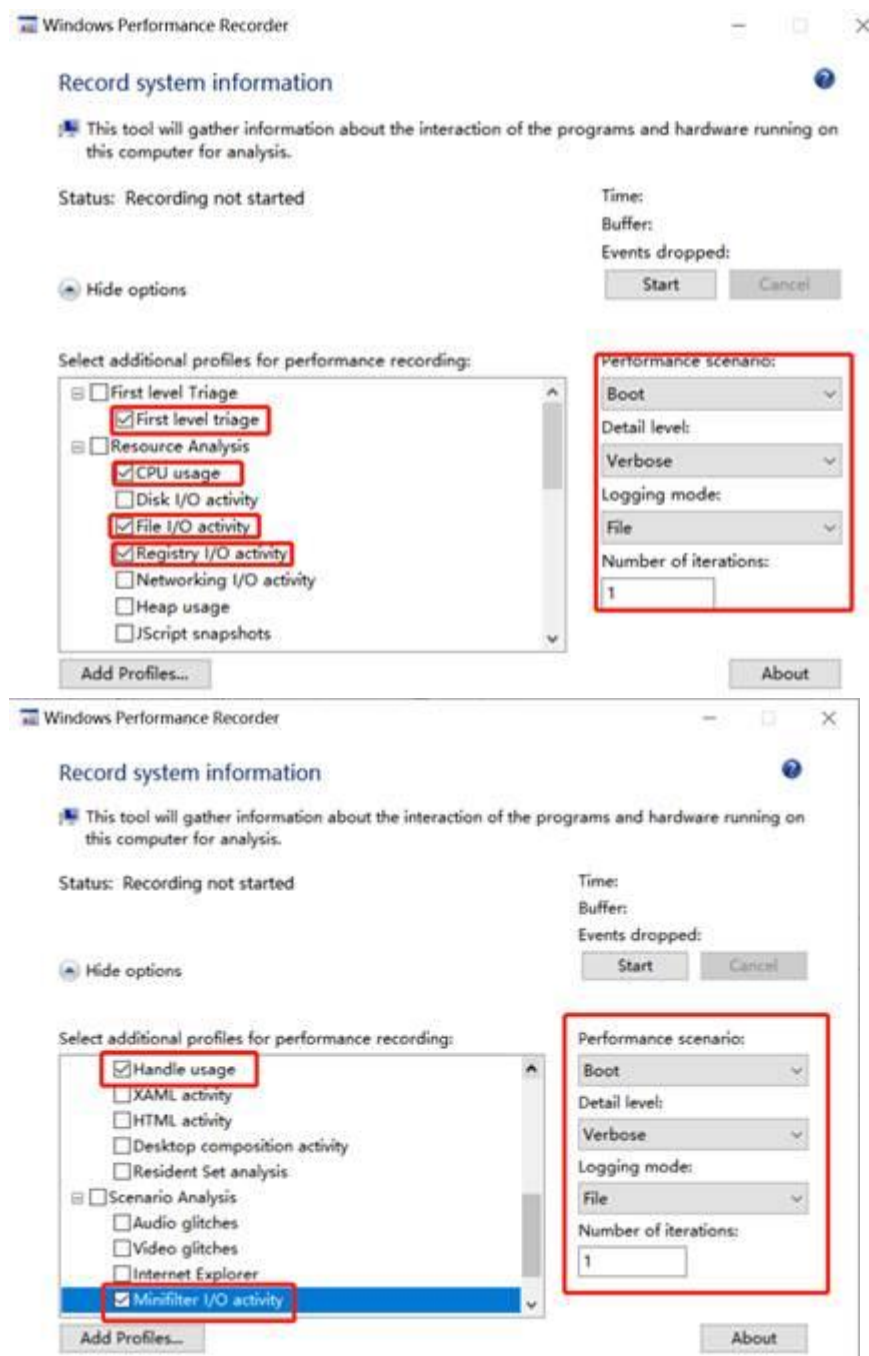 Windows Performance Recorder
Record system information
This tool will gather information about the interaction of the programs and hardware running on
this computer for analysis.
Status: Recording not started
Time:
Buffer:
Events dropped:
Start
Cancel
Hide options
Select additional profiles for performance recording:
First level Triage
First level triage
Resource Analysis
CPU usage
Disk I/O activity
File I/O activity
Registry I/O activity
Networking I/O activity
Heap usage
JScript snapshots
Performance scenario:
Boot
Detail level:
Verbose
Logging mode:
File
Number of iterations:
1
Add Profiles...
About
Windows Performance Recorder
Record system information
This tool will gather information about the interaction of the programs and hardware running on
this computer for analysis.
Status: Recording not started
Time:
Buffer:
Events dropped:
Start
Cancel
Hide options
Select additional profiles for performance recording:
Handle usage
XAML activity
HTML activity
Desktop composition activity
Resident Set analysis
Scenario Analysis
Audio glitches
Video glitches
Internet Explorer
Minifilter I/O activity
Performance scenario:
Boot
Detail level:
Verbose
Logging mode:
File
Number of iterations:
1
Add Profiles...
About